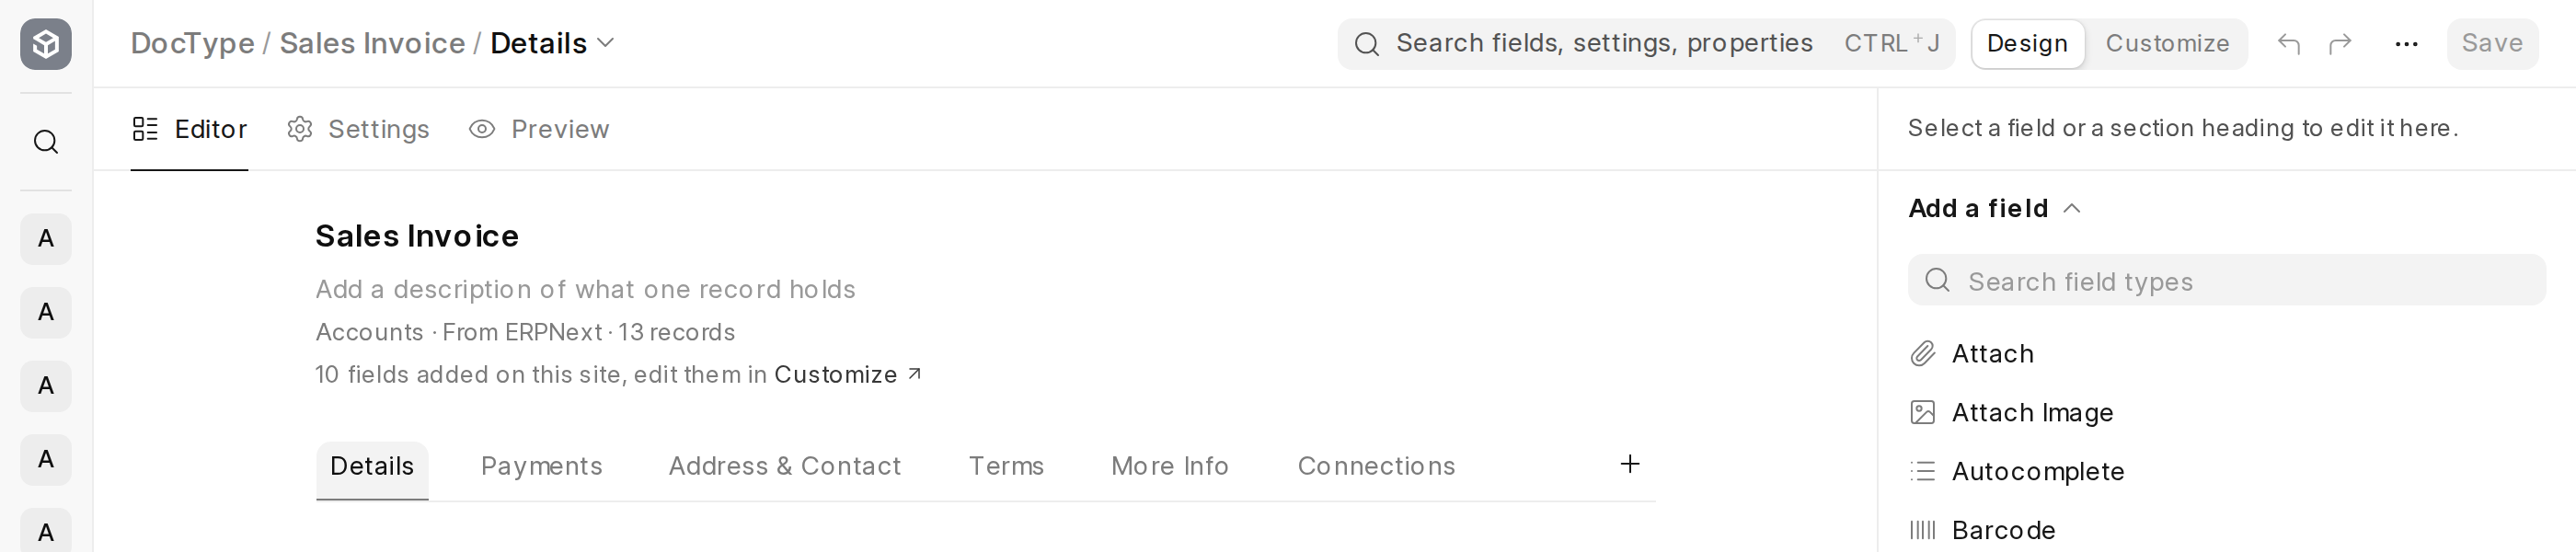 DocType / Sales Invoice / Details
Search fields, settings, properties CTRL+J
Design Customize
Save
Editor Settings Preview
Select a field or a section heading to edit it here.
A
A
A
A
A
Sales Invoice
Add a description of what one record holds
Accounts · From ERPNext · 13 records
10 fields added on this site, edit them in Customize ↗
Details Payments Address & Contact Terms More Info Connections +
Add a field
Search field types
Attach
Attach Image
Autocomplete
Barcode